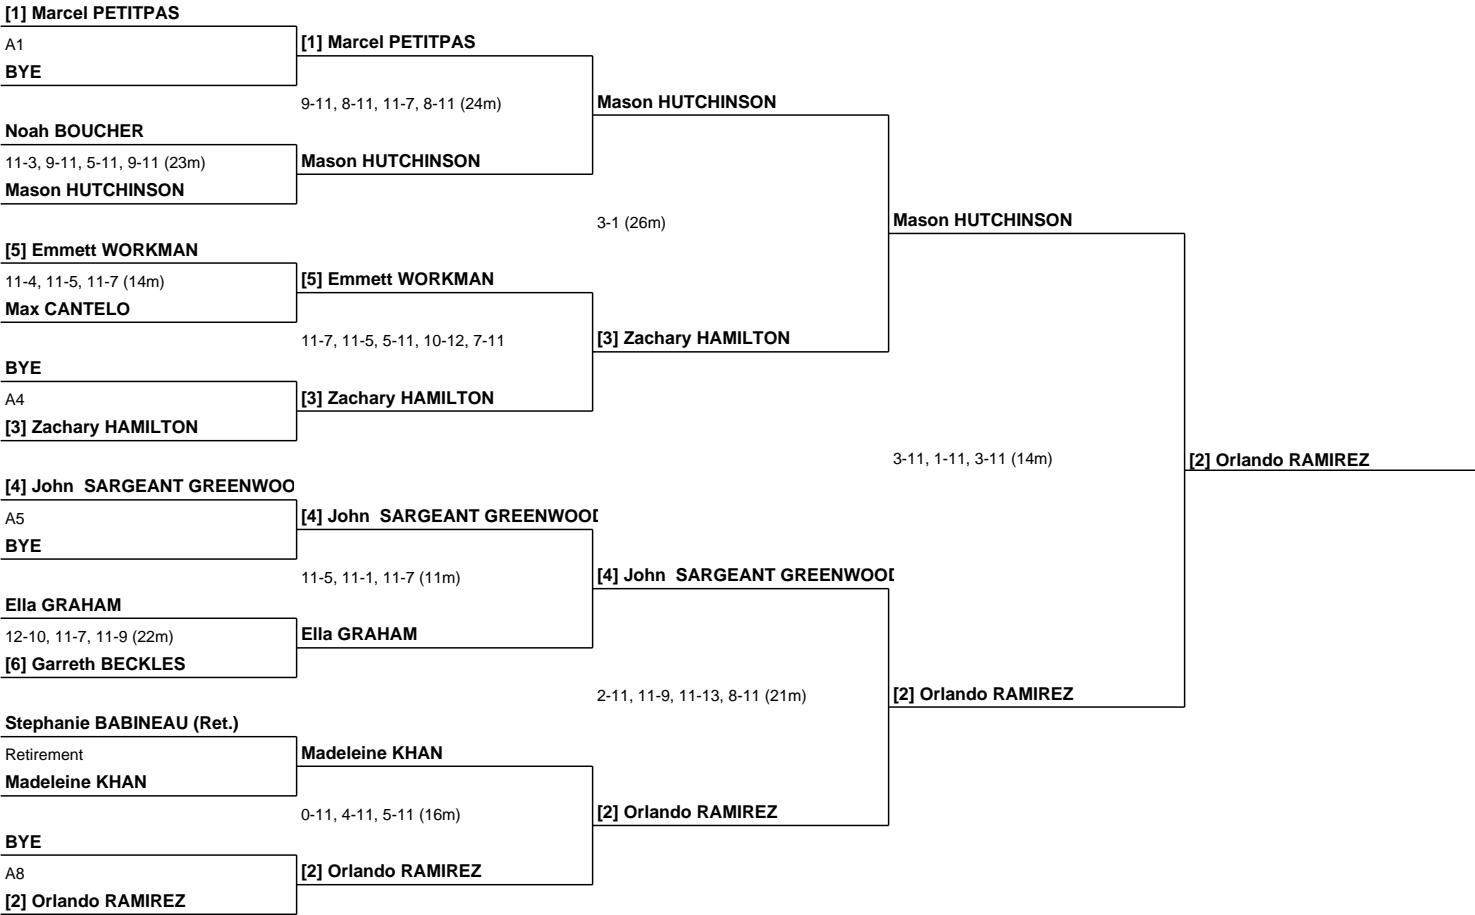 [1] Marcel PETITPAS
A1
BYE
Noah BOUCHER
11-3, 9-11, 5-11, 9-11 (23m)
Mason HUTCHINSON
[5] Emmett WORKMAN
11-4, 11-5, 11-7 (14m)
Max CANTELO
BYE
A4
[3] Zachary HAMILTON
[4] John  SARGEANT GREENWOO
A5
BYE
Ella GRAHAM
12-10, 11-7, 11-9 (22m)
[6] Garreth BECKLES
Stephanie BABINEAU (Ret.)
Retirement
Madeleine KHAN
BYE
A8
[2] Orlando RAMIREZ
[1] Marcel PETITPAS
9-11, 8-11, 11-7, 8-11 (24m)
Mason HUTCHINSON
[5] Emmett WORKMAN
11-7, 11-5, 5-11, 10-12, 7-11
[3] Zachary HAMILTON
[4] John  SARGEANT GREENWOOD
11-5, 11-1, 11-7 (11m)
Ella GRAHAM
Madeleine KHAN
0-11, 4-11, 5-11 (16m)
[2] Orlando RAMIREZ
Mason HUTCHINSON
3-1 (26m)
[3] Zachary HAMILTON
[4] John  SARGEANT GREENWOOD
2-11, 11-9, 11-13, 8-11 (21m)
[2] Orlando RAMIREZ
Mason HUTCHINSON
3-11, 1-11, 3-11 (14m)
[2] Orlando RAMIREZ
[2] Orlando RAMIREZ